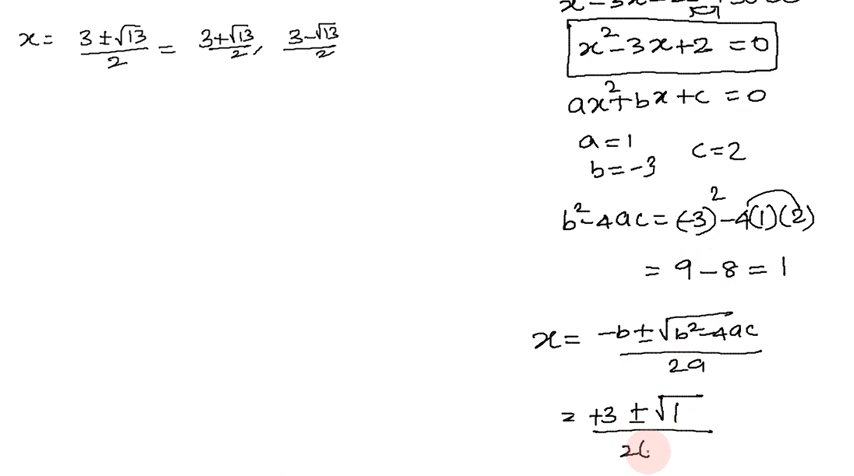 x = 3 ± √13 / 2 = 3+√13 / 2, 3-√13 / 2
x² - 3x + 2 = 0
ax² + bx + c = 0
a = 1
b = -3 c = 2
b² - 4ac = (-3)² - 4(1)(2)
= 9 - 8 = 1
x = -b ± √b² - 4ac / 2a
= +3 ± √1 / 2(